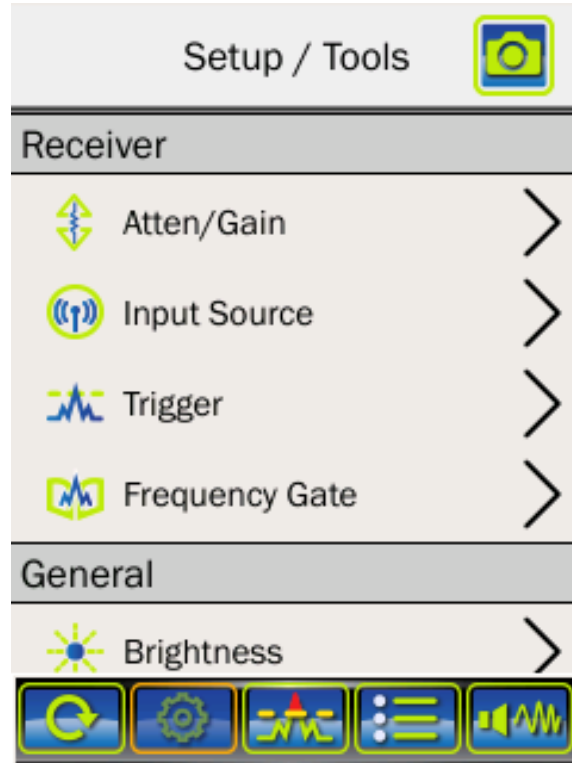 Setup / Tools
Receiver
Atten/Gain
Input Source
Trigger
Frequency Gate
General
Brightness